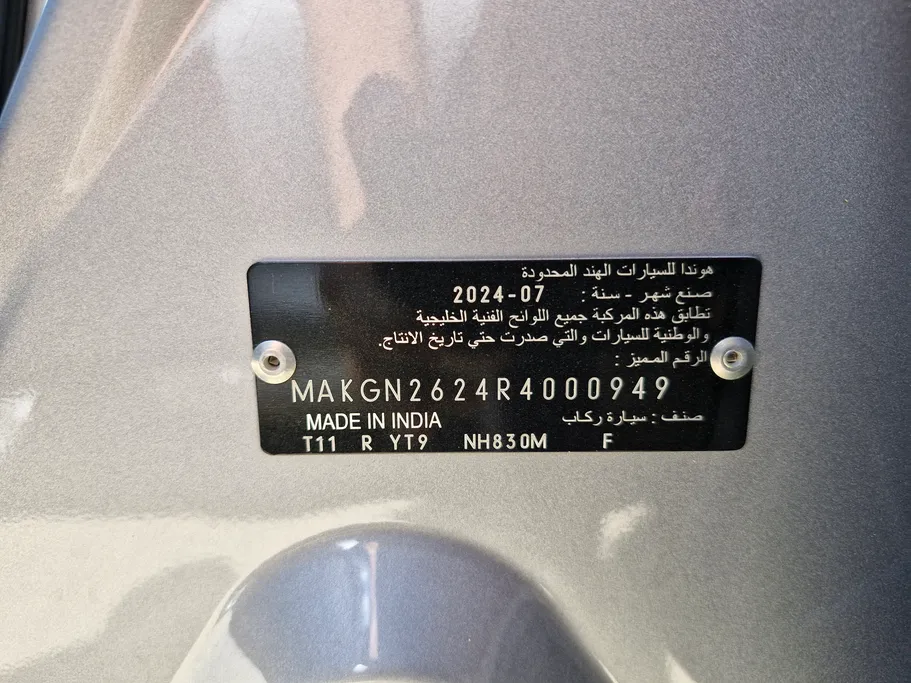 هوندا للسيارات الهند المحدودة
صنع شهر - سنة : 2024-07
تطابق هذه المركبة جميع اللوائح الفنية الخليجية
والوطنية للسيارات والتي صدرت حتي تاريخ الانتاج.
الرقم المميز :
MAKGN2624R4000949
MADE IN INDIA صنف : سيارة ركاب
T11 R YT9 NH830M F